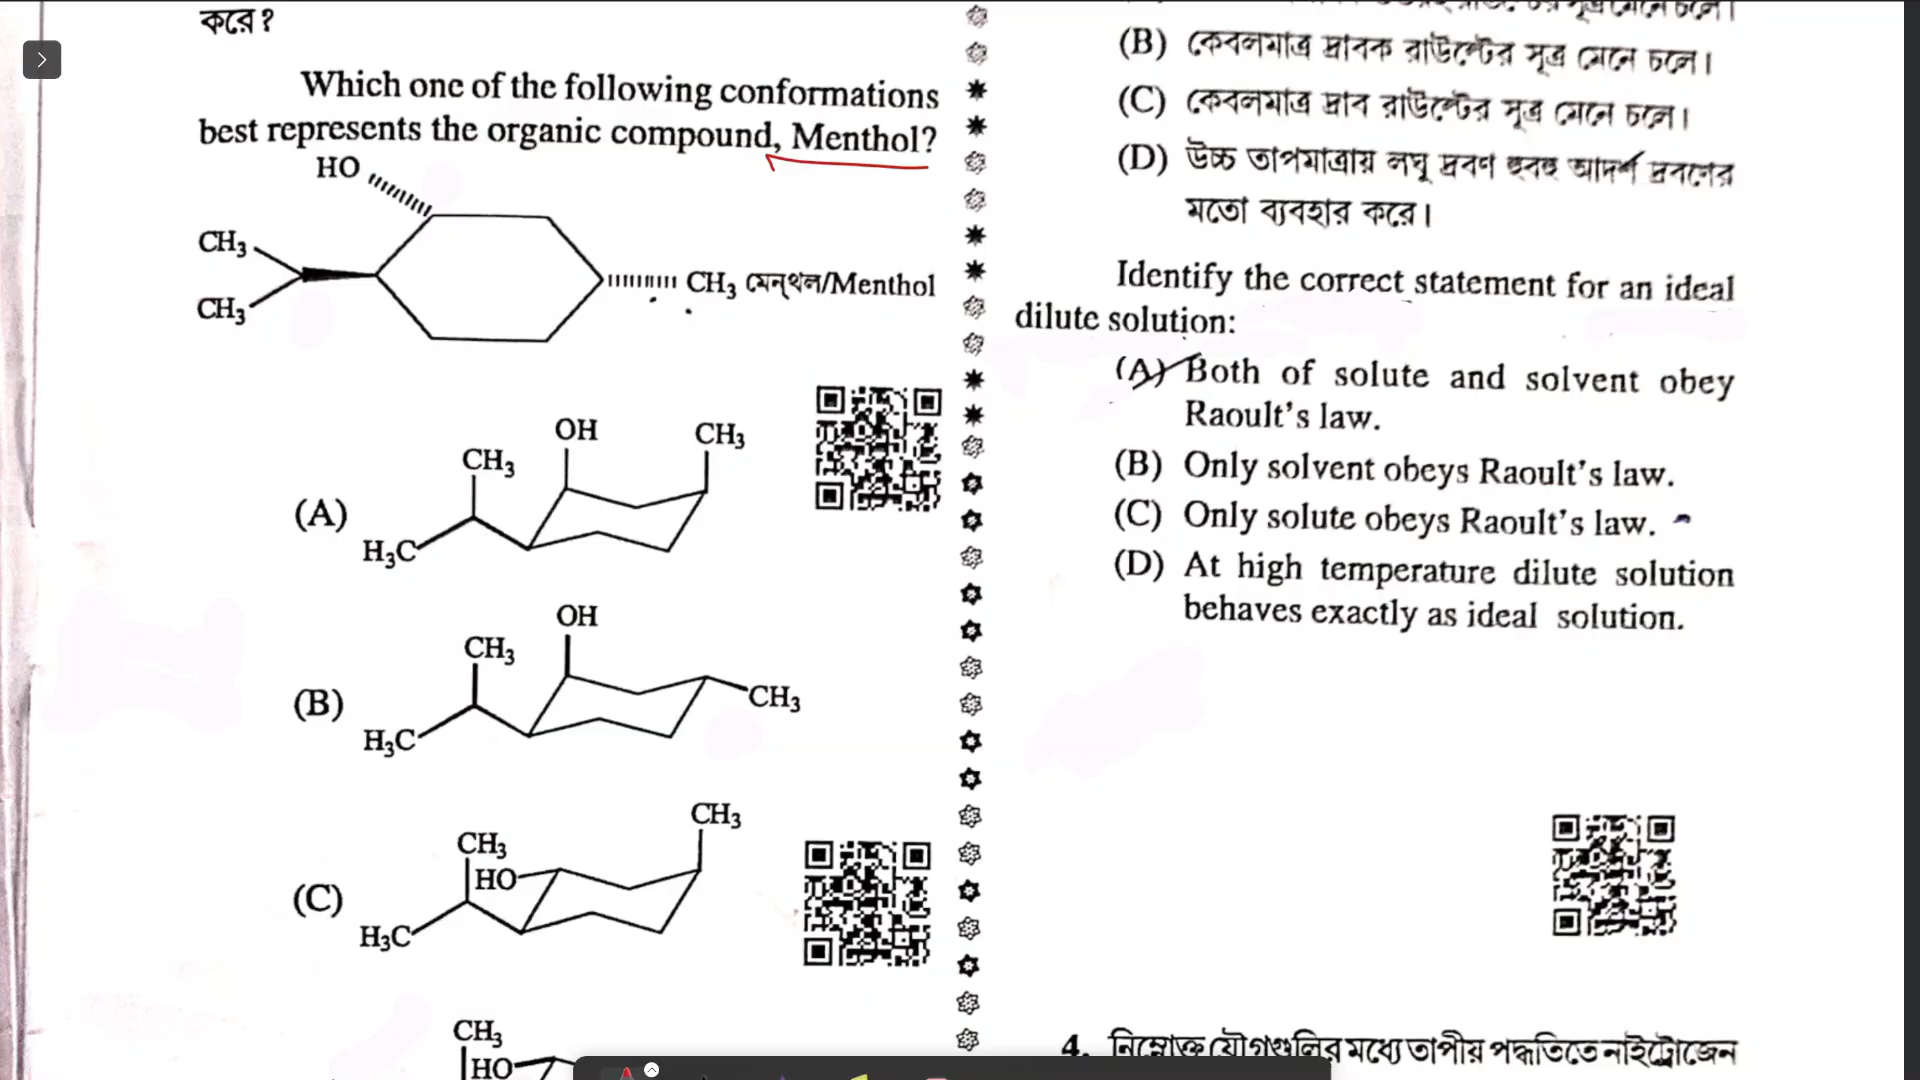 করে?
Which one of the following conformations
best represents the organic compound, Menthol?
HO
CH3
CH3
CH3 মেন্থল/Menthol
(A)
CH3
OH
CH3
H3C
(B)
CH3
OH
CH3
H3C
(C)
CH3
HO
CH3
H3C
CH3
HO
(B) কেবলমাত্র দ্রাবক রাউল্টের সূত্র মেনে চলে।
(C) কেবলমাত্র দ্রাব রাউল্টের সূত্র মেনে চলে।
(D) উচ্চ তাপমাত্রায় লঘু দ্রবণ হুবহু আদর্শ দ্রবণের
মতো ব্যবহার করে।
Identify the correct statement for an ideal
dilute solution:
(A) Both of solute and solvent obey
Raoult's law.
(B) Only solvent obeys Raoult's law.
(C) Only solute obeys Raoult's law.
(D) At high temperature dilute solution
behaves exactly as ideal solution.
4. নিম্নোক্ত যৌগগুলির মধ্যে তাপীয় পদ্ধতিতে নাইট্রোজেন